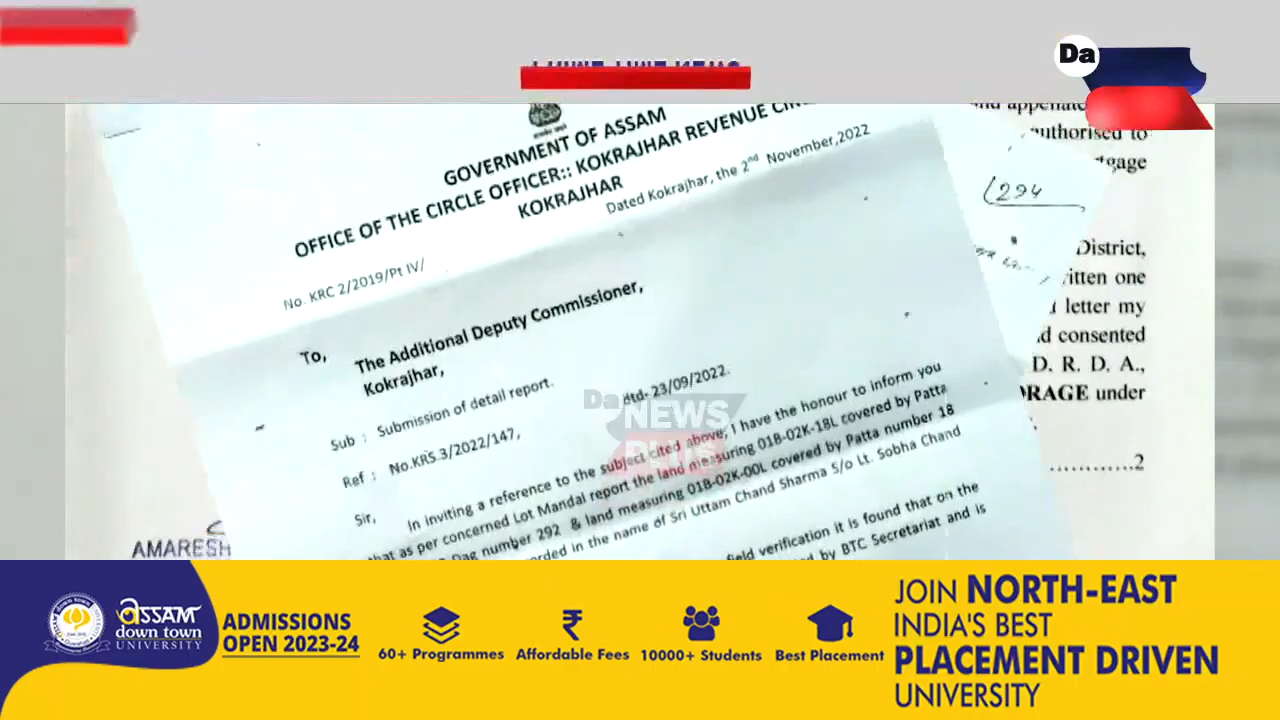 Da
GOVERNMENT OF ASSAM
OFFICE OF THE CIRCLE OFFICER:: KOKRAJHAR REVENUE
KOKRAJHAR
Dated Kokrajhar, the 2nd November,2022
No. KRC 2/2019/Pt IV/
To,
The Additional Deputy Commissioner,
Kokrajhar,
Sub : Submission of detail report.
Ref : No.KRS.3/2022/147, dtd- 23/09/2022.
Sir,
In inviting a reference to the subject cited above, I have the honour to inform you
that as per concerned Lot Mandal report the land measuring 01B-02K-18L covered by Patta
Dag number 292 & land measuring 01B-02K-00L covered by Patta number 18
in the name of Sri Uttam Chand Sharma S/o Lt. Sobha Chand
field verification it is found that on the
by BTC Secretariat and is
authorised to
294
District,
one
letter my
consented
D. R. D. A.,
under
............2
AMARESH
Da
NEWS
PLUS
অসম
down town
UNIVERSITY
ADMISSIONS
OPEN 2023-24
60+ Programmes
Affordable Fees
10000+ Students
Best Placement
JOIN NORTH-EAST
INDIA'S BEST
PLACEMENT DRIVEN
UNIVERSITY